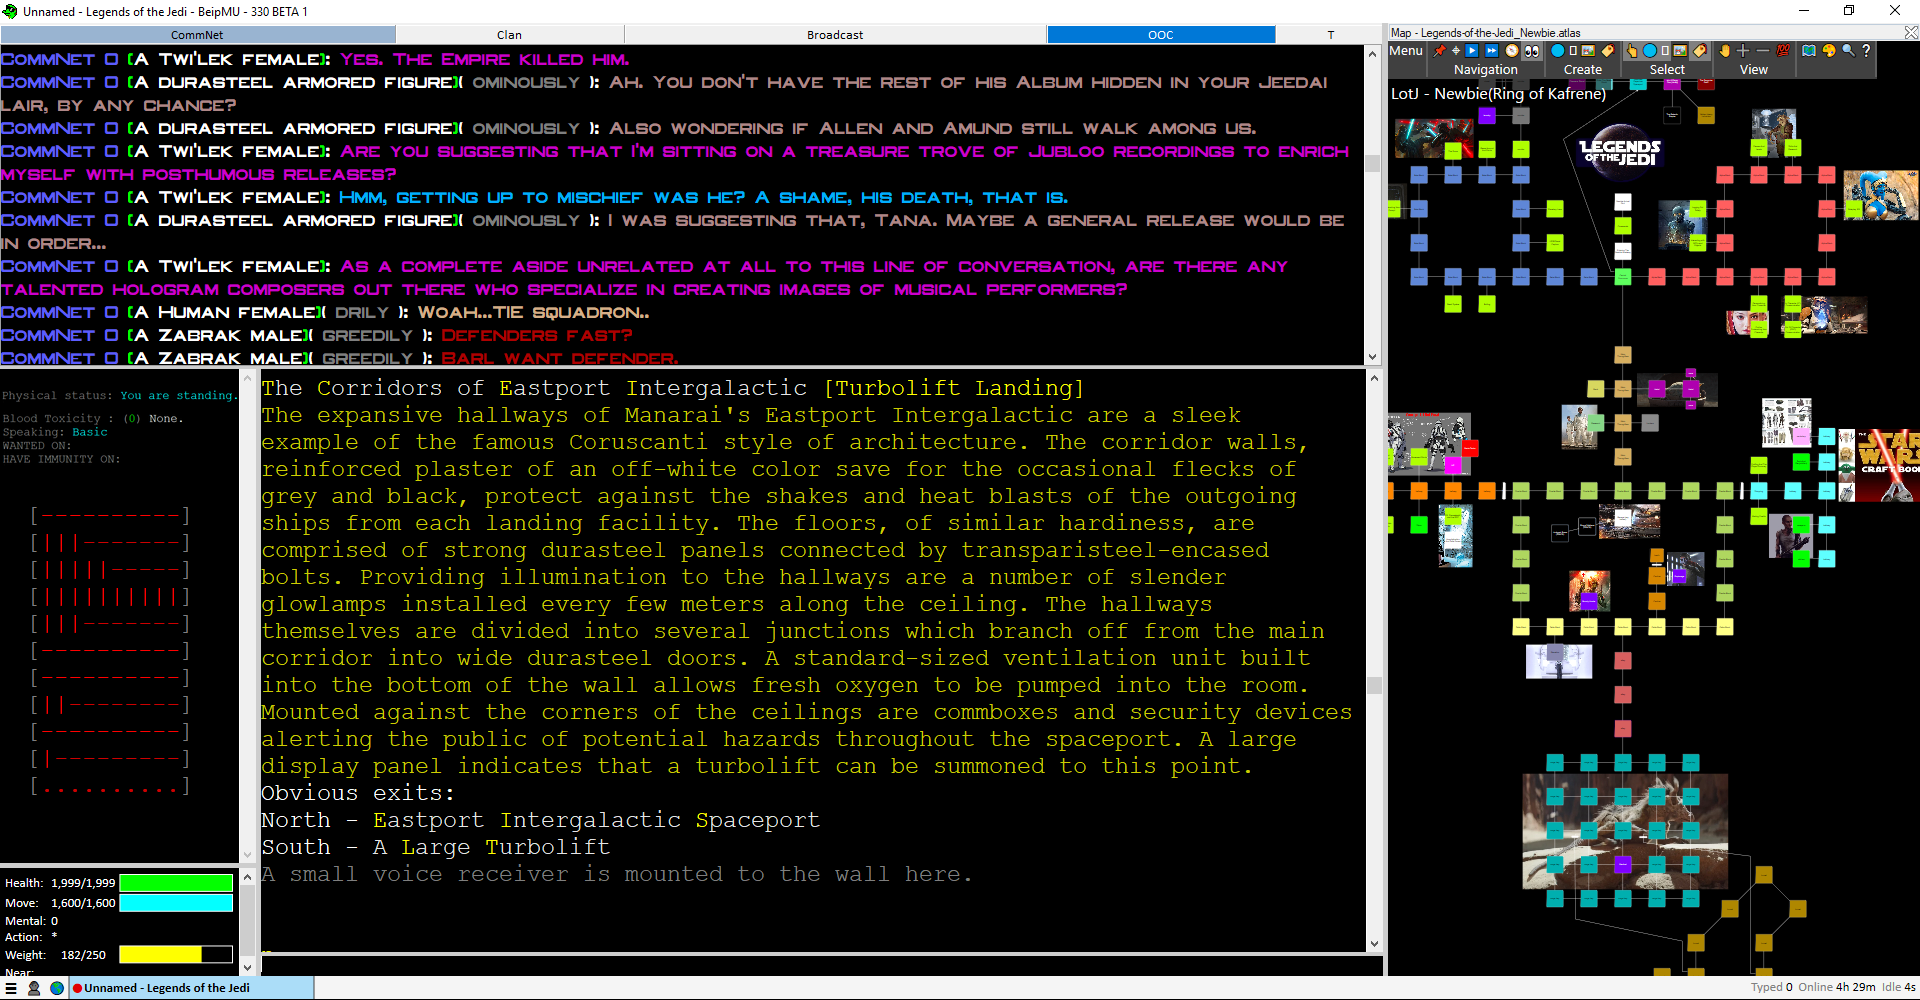 Unnamed - Legends of the Jedi - BeipMU - 330 BETA 1
CommNet
Clan
Broadcast
OOC
T
CommNet 0 [A Twi'lek female]: Yes. The Empire killed him.
CommNet 0 [A durasteel armored figure]( ominously ): Ah. You don't have the rest of his Album hidden in your Jeedai
lair, by any chance?
CommNet 0 [A durasteel armored figure]( ominously ): Also wondering if Allen and Amund still walk among us.
CommNet 0 [A Twi'lek female]: Are you suggesting that I'm sitting on a treasure trove of Jubloo recordings to enrich
myself with posthumous releases?
CommNet 0 [A Twi'lek female]: Hmm, getting up to mischief was he? A shame, his death, that is.
CommNet 0 [A durasteel armored figure]( ominously ): I was suggesting that, Tana. Maybe a general release would be
in order...
CommNet 0 [A Twi'lek female]: As a complete aside unrelated at all to this line of conversation, are there any
talented hologram composers out there who specialize in creating images of musical performers?
CommNet 0 [A Human female]( drily ): Woah...TIE squadron..
CommNet 0 [A Zabrak male]( greedily ): Defenders fast?
CommNet 0 [A Zabrak male]( greedily ): Barl want defender.
Physical status: You are standing.
Blood Toxicity : (0) None.
Speaking: Basic
WANTED ON:
HAVE IMMUNITY ON:
[----------]
[|||-------]
[|||||-----]
[||||||||||]
[|||-------]
[----------]
[----------]
[||--------]
[----------]
[|---------]
[..........]
Health: 1,999/1,999
Move: 1,600/1,600
Mental: 0
Action: *
Weight: 182/250
Near:
The Corridors of Eastport Intergalactic [Turbolift Landing]
The expansive hallways of Manarai's Eastport Intergalactic are a sleek
example of the famous Coruscanti style of architecture. The corridor walls,
reinforced plaster of an off-white color save for the occasional flecks of
grey and black, protect against the shakes and heat blasts of the outgoing
ships from each landing facility. The floors, of similar hardiness, are
comprised of strong durasteel panels connected by transparisteel-encased
bolts. Providing illumination to the hallways are a number of slender
glowlamps installed every few meters along the ceiling. The hallways
themselves are divided into several junctions which branch off from the main
corridor into wide durasteel doors. A standard-sized ventilation unit built
into the bottom of the wall allows fresh oxygen to be pumped into the room.
Mounted against the corners of the ceilings are commboxes and security devices
alerting the public of potential hazards throughout the spaceport. A large
display panel indicates that a turbolift can be summoned to this point.
Obvious exits:
North - Eastport Intergalactic Spaceport
South - A Large Turbolift
A small voice receiver is mounted to the wall here.
Map - Legends-of-the-Jedi_Newbie.atlas
Menu
Navigation
Create
Select
View
100
?
LotJ - Newbie(Ring of Kafrene)
LEGENDS
OF THE JEDI
STAR
WARS
CRAFT BOOK
Unnamed - Legends of the Jedi
Typed 0 Online 4h 29m Idle 4s